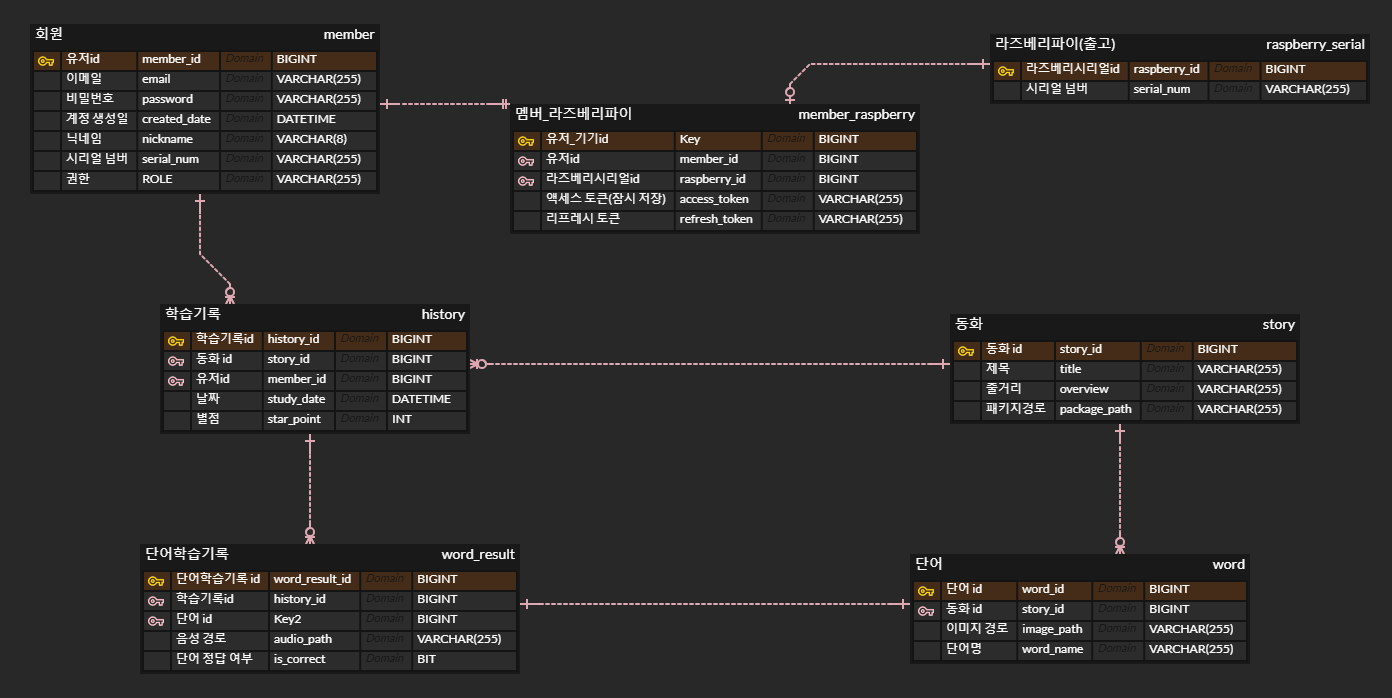 회원 member
유저id member_id Domain BIGINT
이메일 email Domain VARCHAR(255)
비밀번호 password Domain VARCHAR(255)
계정 생성일 created_date Domain DATETIME
닉네임 nickname Domain VARCHAR(8)
시리얼 넘버 serial_num Domain VARCHAR(255)
권한 ROLE Domain VARCHAR(255)
라즈베리파이(출고) raspberry_serial
라즈베리시리얼id raspberry_id Domain BIGINT
시리얼 넘버 serial_num Domain VARCHAR(255)
멤버_라즈베리파이 member_raspberry
유저_기기id Key Domain BIGINT
유저id member_id Domain BIGINT
라즈베리시리얼id raspberry_id Domain BIGINT
액세스 토큰(잠시 저장) access_token Domain VARCHAR(255)
리프레시 토큰 refresh_token Domain VARCHAR(255)
학습기록 history
학습기록id history_id Domain BIGINT
동화 id story_id Domain BIGINT
유저id member_id Domain BIGINT
날짜 study_date Domain DATETIME
별점 star_point Domain INT
동화 story
동화 id story_id Domain BIGINT
제목 title Domain VARCHAR(255)
줄거리 overview Domain VARCHAR(255)
패키지경로 package_path Domain VARCHAR(255)
단어학습기록 word_result
단어학습기록 id word_result_id Domain BIGINT
학습기록id history_id Domain BIGINT
단어 id Key2 Domain BIGINT
음성 경로 audio_path Domain VARCHAR(255)
단어 정답 여부 is_correct Domain BIT
단어 word
단어 id word_id Domain BIGINT
동화 id story_id Domain BIGINT
이미지 경로 image_path Domain VARCHAR(255)
단어명 word_name Domain VARCHAR(255)